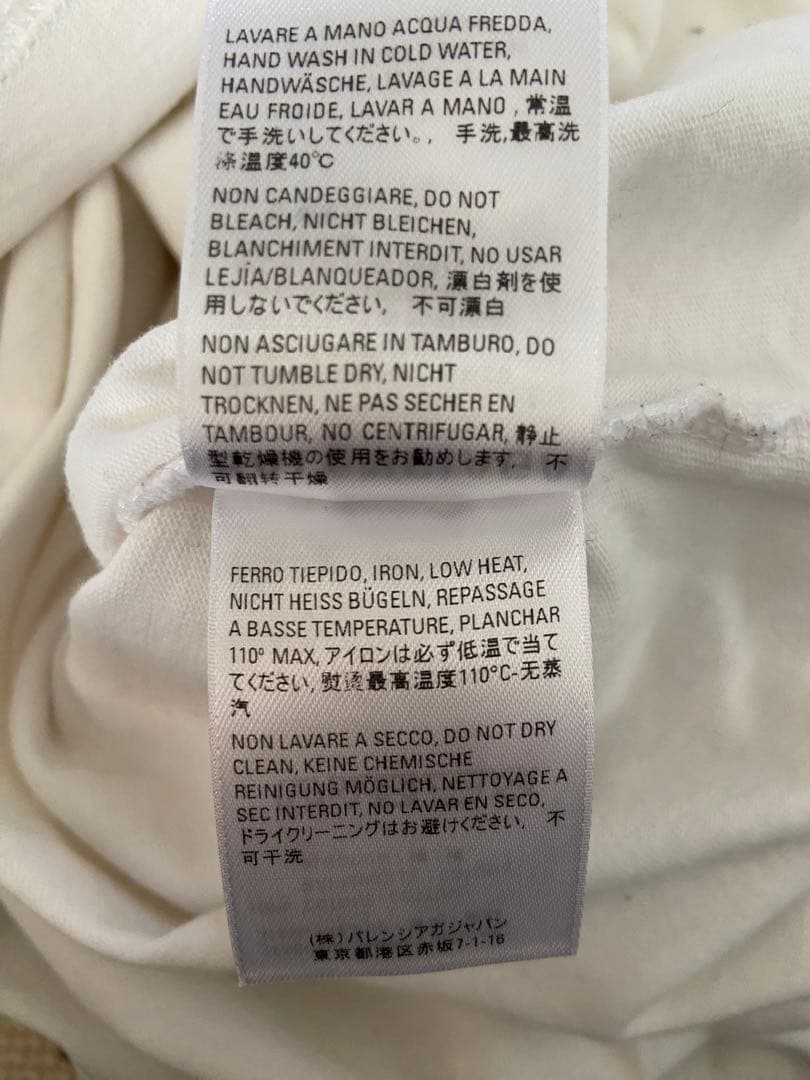 LAVARE A MANO ACQUA FREDDA,
HAND WASH IN COLD WATER,
HANDWÄSCHE, LAVAGE A LA MAIN
EAU FROIDE, LAVAR A MANO , 常温
で手洗いしてください。, 手洗,最高洗
涤温度40°C
NON CANDEGGIARE, DO NOT
BLEACH, NICHT BLEICHEN,
BLANCHIMENT INTERDIT, NO USAR
LEJÍA/BLANQUEADOR, 漂白剤を使
用しないでください, 不可漂白
NON ASCIUGARE IN TAMBURO, DO
NOT TUMBLE DRY, NICHT
TROCKNEN, NE PAS SECHER EN
TAMBOUR, NO CENTRIFUGAR, 静止
型乾燥機の使用をお勧めします, 不
可翻转干燥
FERRO TIEPIDO, IRON, LOW HEAT,
NICHT HEISS BÜGELN, REPASSAGE
A BASSE TEMPERATURE, PLANCHAR
110º MAX, アイロンは必ず低温で当て
てください, 熨烫最高温度110°C-无蒸
汽
NON LAVARE A SECCO, DO NOT DRY
CLEAN, KEINE CHEMISCHE
REINIGUNG MÖGLICH, NETTOYAGE A
SEC INTERDIT, NO LAVAR EN SECO,
ドライクリーニングはお避けください, 不
可干洗
(株)バレンシアガジャパン
東京都港区赤坂7-1-16